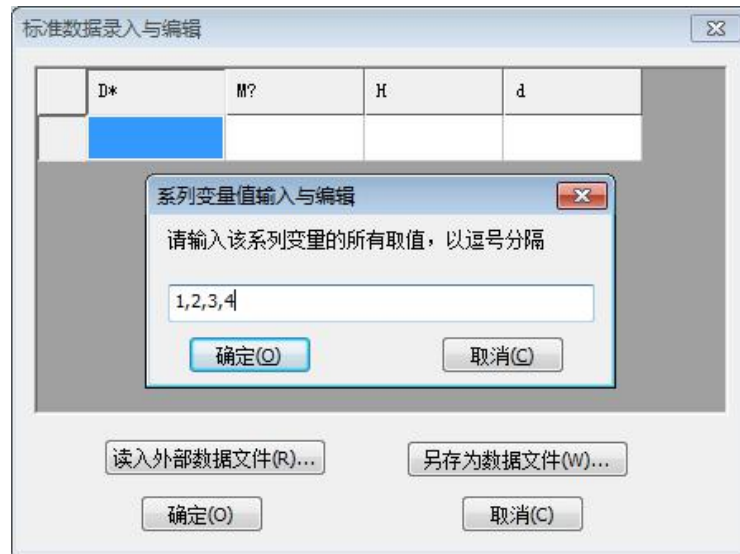 标准数据录入与编辑
D* M? H d
系列变量值输入与编辑
请输入该系列变量的所有取值，以逗号分隔
1,2,3,4
确定(O) 取消(C)
读入外部数据文件(R)... 另存为数据文件(W)...
确定(O) 取消(C)